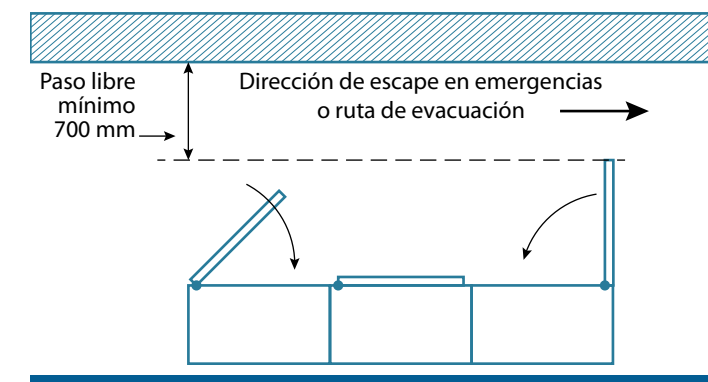 Paso libre
mínimo
700 mm
Dirección de escape en emergencias
o ruta de evacuación